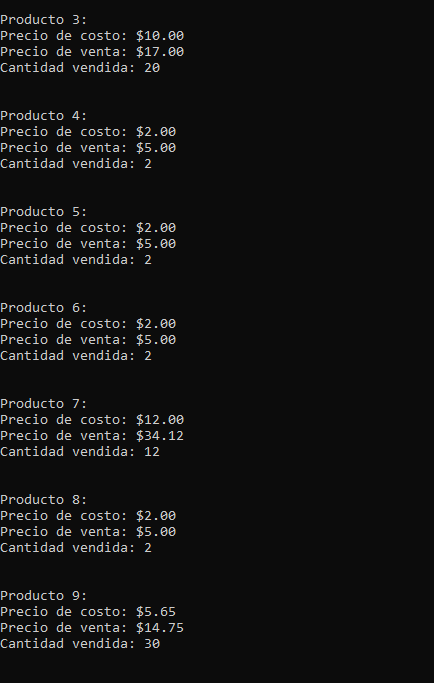 Producto 3:
Precio de costo: $10.00
Precio de venta: $17.00
Cantidad vendida: 20
Producto 4:
Precio de costo: $2.00
Precio de venta: $5.00
Cantidad vendida: 2
Producto 5:
Precio de costo: $2.00
Precio de venta: $5.00
Cantidad vendida: 2
Producto 6:
Precio de costo: $2.00
Precio de venta: $5.00
Cantidad vendida: 2
Producto 7:
Precio de costo: $12.00
Precio de venta: $34.12
Cantidad vendida: 12
Producto 8:
Precio de costo: $2.00
Precio de venta: $5.00
Cantidad vendida: 2
Producto 9:
Precio de costo: $5.65
Precio de venta: $14.75
Cantidad vendida: 30